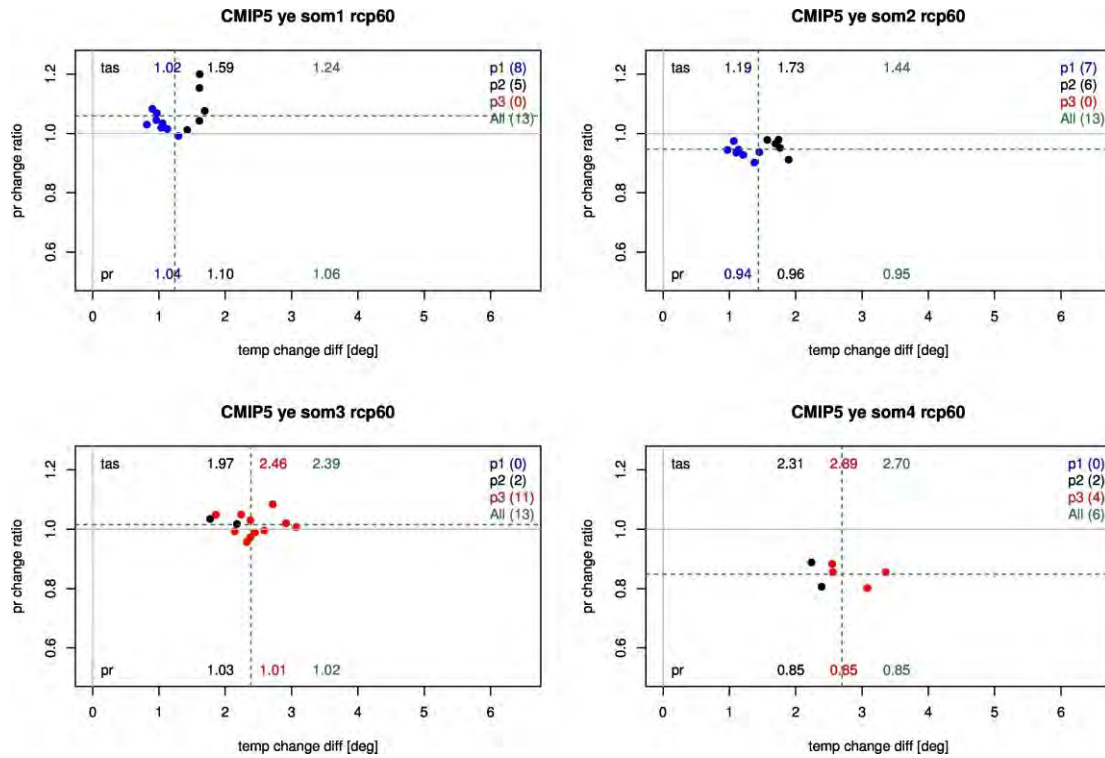 CMIP5 ye som1 rcp60
tas 1.02 1.59 1.24 p1 (8)
p2 (5)
p3 (0)
All (13)
pr 1.04 1.10 1.06
pr change ratio
0.6 0.8 1.0 1.2
0 1 2 3 4 5 6
temp change diff [deg]
CMIP5 ye som2 rcp60
tas 1.19 1.73 1.44 p1 (7)
p2 (6)
p3 (0)
All (13)
pr 0.94 0.96 0.95
pr change ratio
0.6 0.8 1.0 1.2
0 1 2 3 4 5 6
temp change diff [deg]
CMIP5 ye som3 rcp60
tas 1.97 2.46 2.39 p1 (0)
p2 (2)
p3 (11)
All (13)
pr 1.03 1.01 1.02
pr change ratio
0.6 0.8 1.0 1.2
0 1 2 3 4 5 6
temp change diff [deg]
CMIP5 ye som4 rcp60
tas 2.31 2.89 2.70 p1 (0)
p2 (2)
p3 (4)
All (6)
pr 0.85 0.85 0.85
pr change ratio
0.6 0.8 1.0 1.2
0 1 2 3 4 5 6
temp change diff [deg]